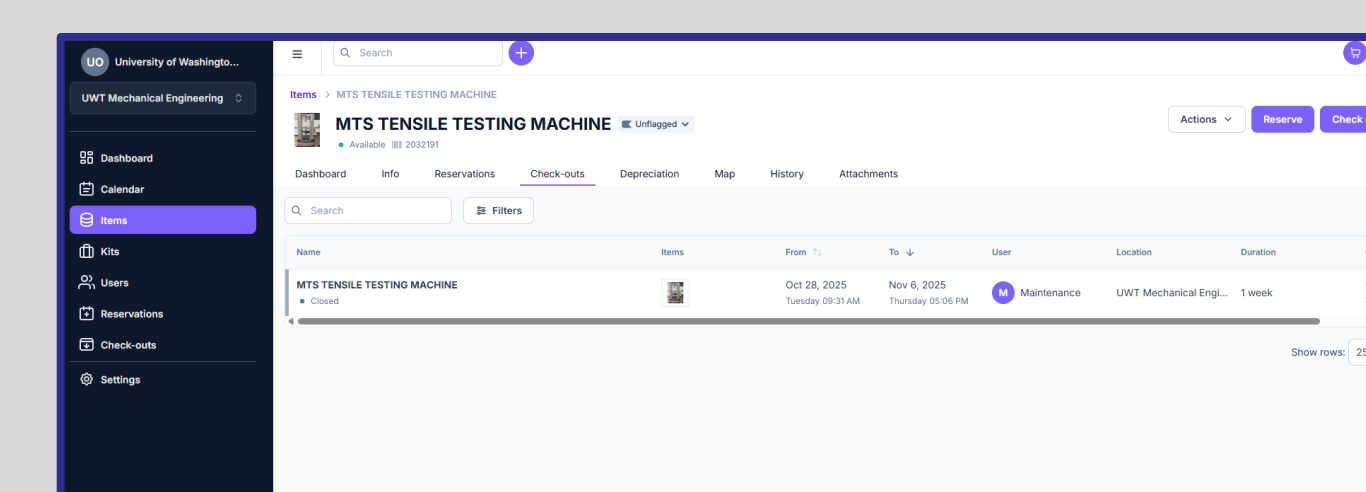 UO University of Washingto...
UWT Mechanical Engineering
Dashboard
Calendar
Items
Kits
Users
Reservations
Check-outs
Settings
Search
Items > MTS TENSILE TESTING MACHINE
MTS TENSILE TESTING MACHINE Unflagged
Available 2032191
Actions Reserve Check
Dashboard Info Reservations Check-outs Depreciation Map History Attachments
Search Filters
Name Items From To User Location Duration
MTS TENSILE TESTING MACHINE Oct 28, 2025 Nov 6, 2025 M Maintenance UWT Mechanical Engi... 1 week
Closed Tuesday 09:31 AM Thursday 05:06 PM
Show rows: 25